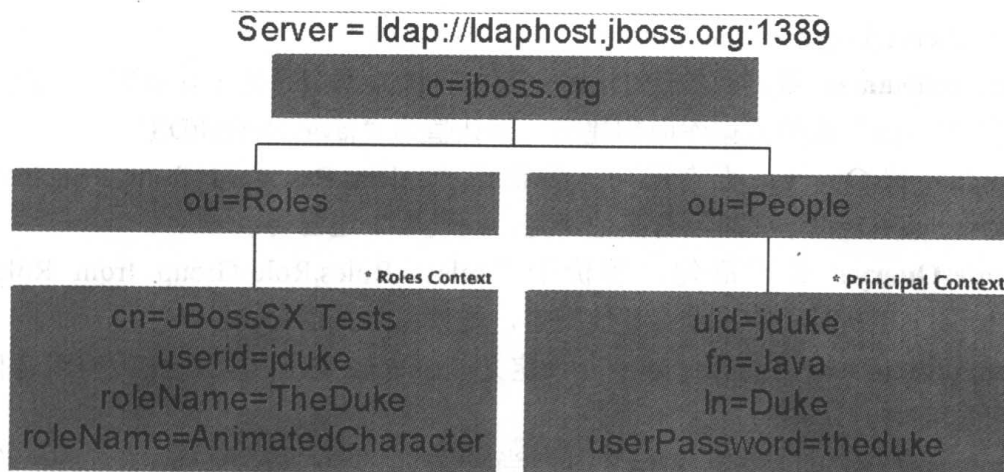 Server = ldap://ldaphost.jboss.org:1389
o=jboss.org
ou=Roles
ou=People
* Roles Context
* Principal Context
cn=JBossSX Tests
userid=jduke
roleName=TheDuke
roleName=AnimatedCharacter
uid=jduke
fn=Java
ln=Duke
userPassword=theduke